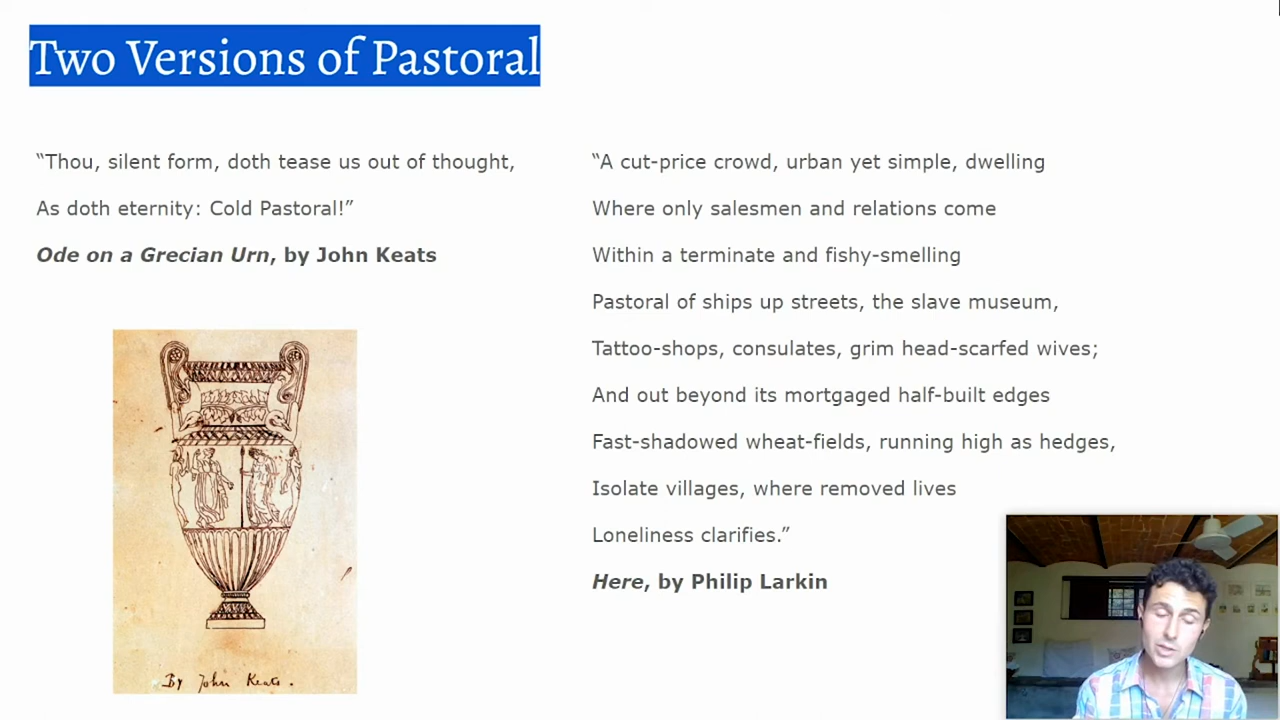 Two Versions of Pastoral
“Thou, silent form, doth tease us out of thought,
As doth eternity: Cold Pastoral!”
Ode on a Grecian Urn, by John Keats
By John Keats.
“A cut-price crowd, urban yet simple, dwelling
Where only salesmen and relations come
Within a terminate and fishy-smelling
Pastoral of ships up streets, the slave museum,
Tattoo-shops, consulates, grim head-scarfed wives;
And out beyond its mortgaged half-built edges
Fast-shadowed wheat-fields, running high as hedges,
Isolate villages, where removed lives
Loneliness clarifies.”
Here, by Philip Larkin